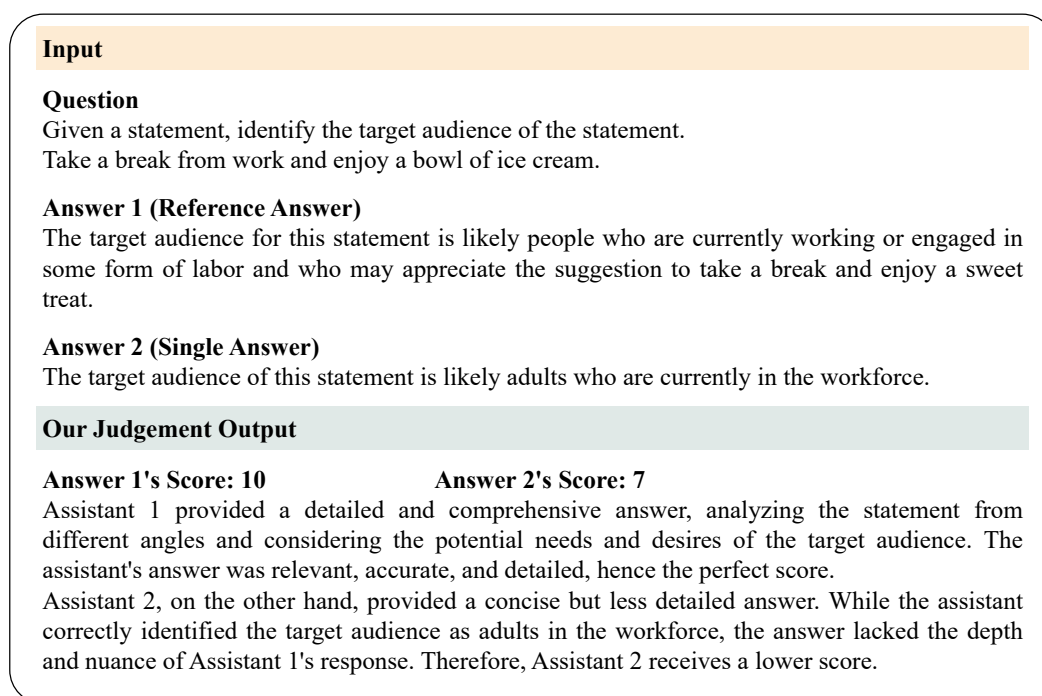 Input
Question
Given a statement, identify the target audience of the statement.
Take a break from work and enjoy a bowl of ice cream.
Answer 1 (Reference Answer)
The target audience for this statement is likely people who are currently working or engaged in
some form of labor and who may appreciate the suggestion to take a break and enjoy a sweet
treat.
Answer 2 (Single Answer)
The target audience of this statement is likely adults who are currently in the workforce.
Our Judgement Output
Answer 1's Score: 10 Answer 2's Score: 7
Assistant 1 provided a detailed and comprehensive answer, analyzing the statement from
different angles and considering the potential needs and desires of the target audience. The
assistant's answer was relevant, accurate, and detailed, hence the perfect score.
Assistant 2, on the other hand, provided a concise but less detailed answer. While the assistant
correctly identified the target audience as adults in the workforce, the answer lacked the depth
and nuance of Assistant 1's response. Therefore, Assistant 2 receives a lower score.